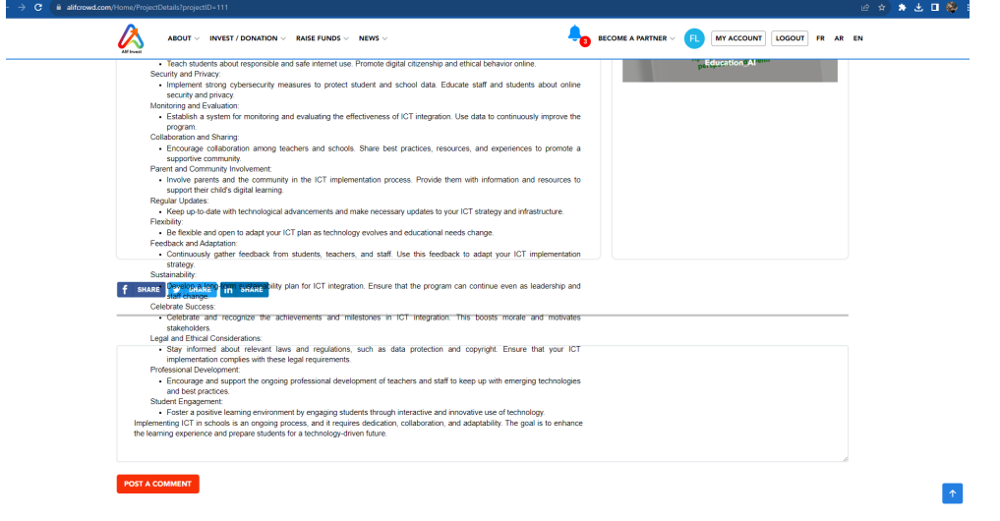 alifcrowd.com/Home/ProjectDetails?projectID=111
Alif Invest
ABOUT INVEST / DONATION RAISE FUNDS NEWS 3 BECOME A PARTNER FL MY ACCOUNT LOGOUT FR AR EN
• Teach students about responsible and safe internet use. Promote digital citizenship and ethical behavior online.
Education_AI
Security and Privacy:
• Implement strong cybersecurity measures to protect student and school data. Educate staff and students about online
security and privacy.
Monitoring and Evaluation:
• Establish a system for monitoring and evaluating the effectiveness of ICT integration. Use data to continuously improve the
program.
Collaboration and Sharing:
• Encourage collaboration among teachers and schools. Share best practices, resources, and experiences to promote a
supportive community.
Parent and Community Involvement:
• Involve parents and the community in the ICT implementation process. Provide them with information and resources to
support their child's digital learning.
Regular Updates:
• Keep up-to-date with technological advancements and make necessary updates to your ICT strategy and infrastructure.
Flexibility:
• Be flexible and open to adapt your ICT plan as technology evolves and educational needs change.
Feedback and Adaptation:
• Continuously gather feedback from students, teachers, and staff. Use this feedback to adapt your ICT implementation
strategy.
Sustainability:
• Develop a long-term sustainability plan for ICT integration. Ensure that the program can continue even as leadership and
SHARE SHARE SHARE
staff change.
Celebrate Success:
• Celebrate and recognize the achievements and milestones in ICT integration. This boosts morale and motivates
stakeholders.
Legal and Ethical Considerations:
• Stay informed about relevant laws and regulations, such as data protection and copyright. Ensure that your ICT
implementation complies with these legal requirements.
Professional Development:
• Encourage and support the ongoing professional development of teachers and staff to keep up with emerging technologies
and best practices.
Student Engagement:
• Foster a positive learning environment by engaging students through interactive and innovative use of technology.
Implementing ICT in schools is an ongoing process, and it requires dedication, collaboration, and adaptability. The goal is to enhance
the learning experience and prepare students for a technology-driven future.
POST A COMMENT